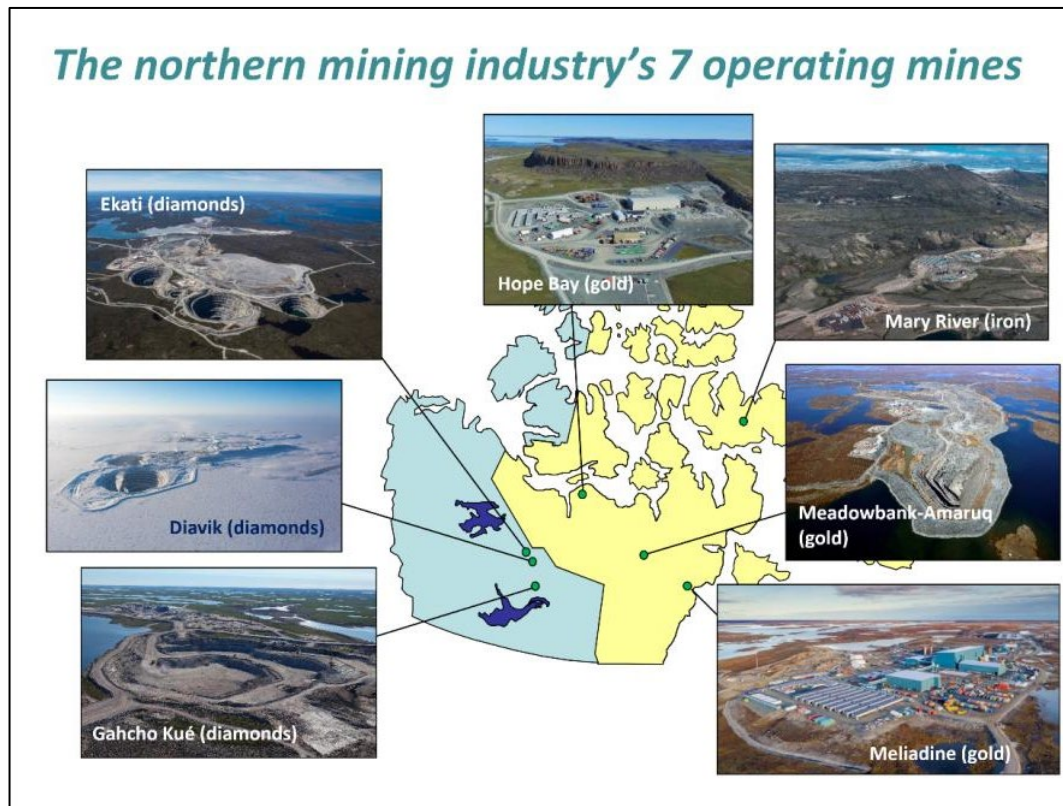 The northern mining industry's 7 operating mines
Ekati (diamonds)
Hope Bay (gold)
Mary River (iron)
Diavik (diamonds)
Meadowbank-Amaruq
(gold)
Gahcho Kué (diamonds)
Meliadine (gold)